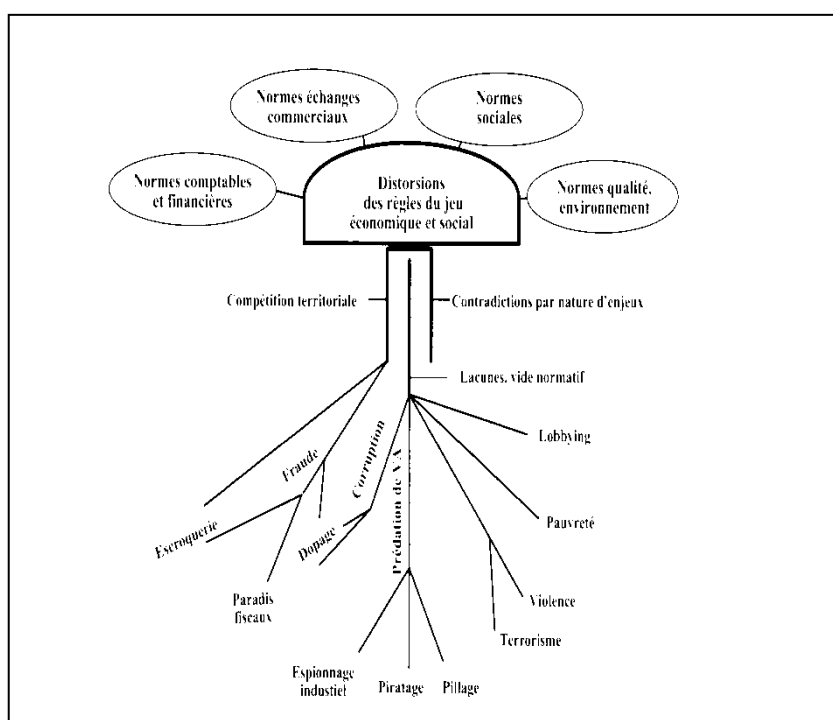 Normes échanges
commerciaux
Normes
sociales
Normes comptables
et financières
Distorsions
des règles du jeu
économique et social
Normes qualité,
environnement
Compétition territoriale
Contradictions par nature d'enjeux
Lacunes, vide normatif
Lobbying
Corruption
Fraude
Prédation de VA
Pauvreté
Escroquerie
Dopage
Paradis
fiscaux
Violence
Terrorisme
Espionnage
industiel
Piratage
Pillage